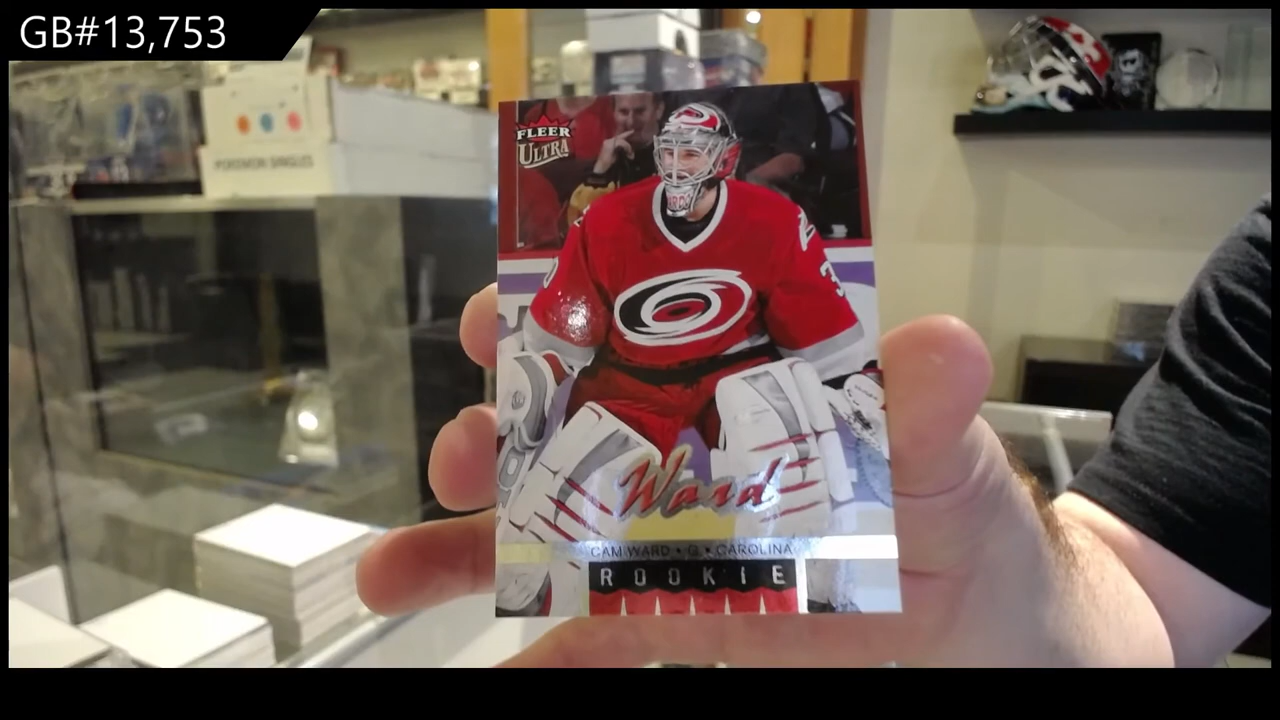 GB#13,753
POKEMON SINGLES
FLEER
ULTRA
Ward
CAM WARD • G • CAROLINA
ROOKIE